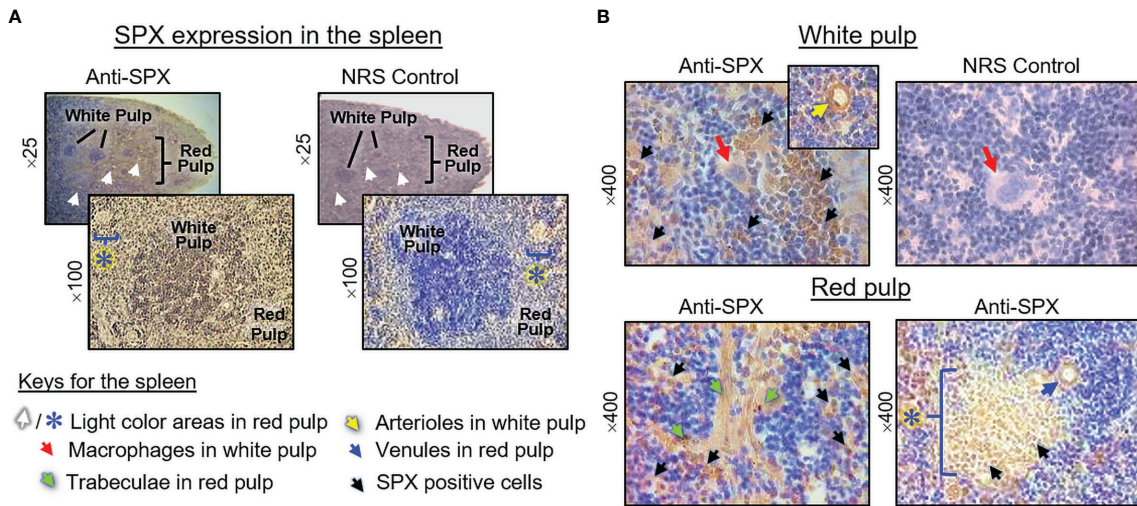 A
SPX expression in the spleen
Anti-SPX
NRS Control
×25
White Pulp
Red
Pulp
×25
White Pulp
Red
Pulp
×100
White
Pulp
*
Red
Pulp
×100
White
Pulp
*
Red
Pulp
Keys for the spleen
/ * Light color areas in red pulp
Macrophages in white pulp
Trabeculae in red pulp
Arterioles in white pulp
Venules in red pulp
SPX positive cells
B
White pulp
Anti-SPX
NRS Control
×400
×400
Red pulp
Anti-SPX
Anti-SPX
×400
×400
*